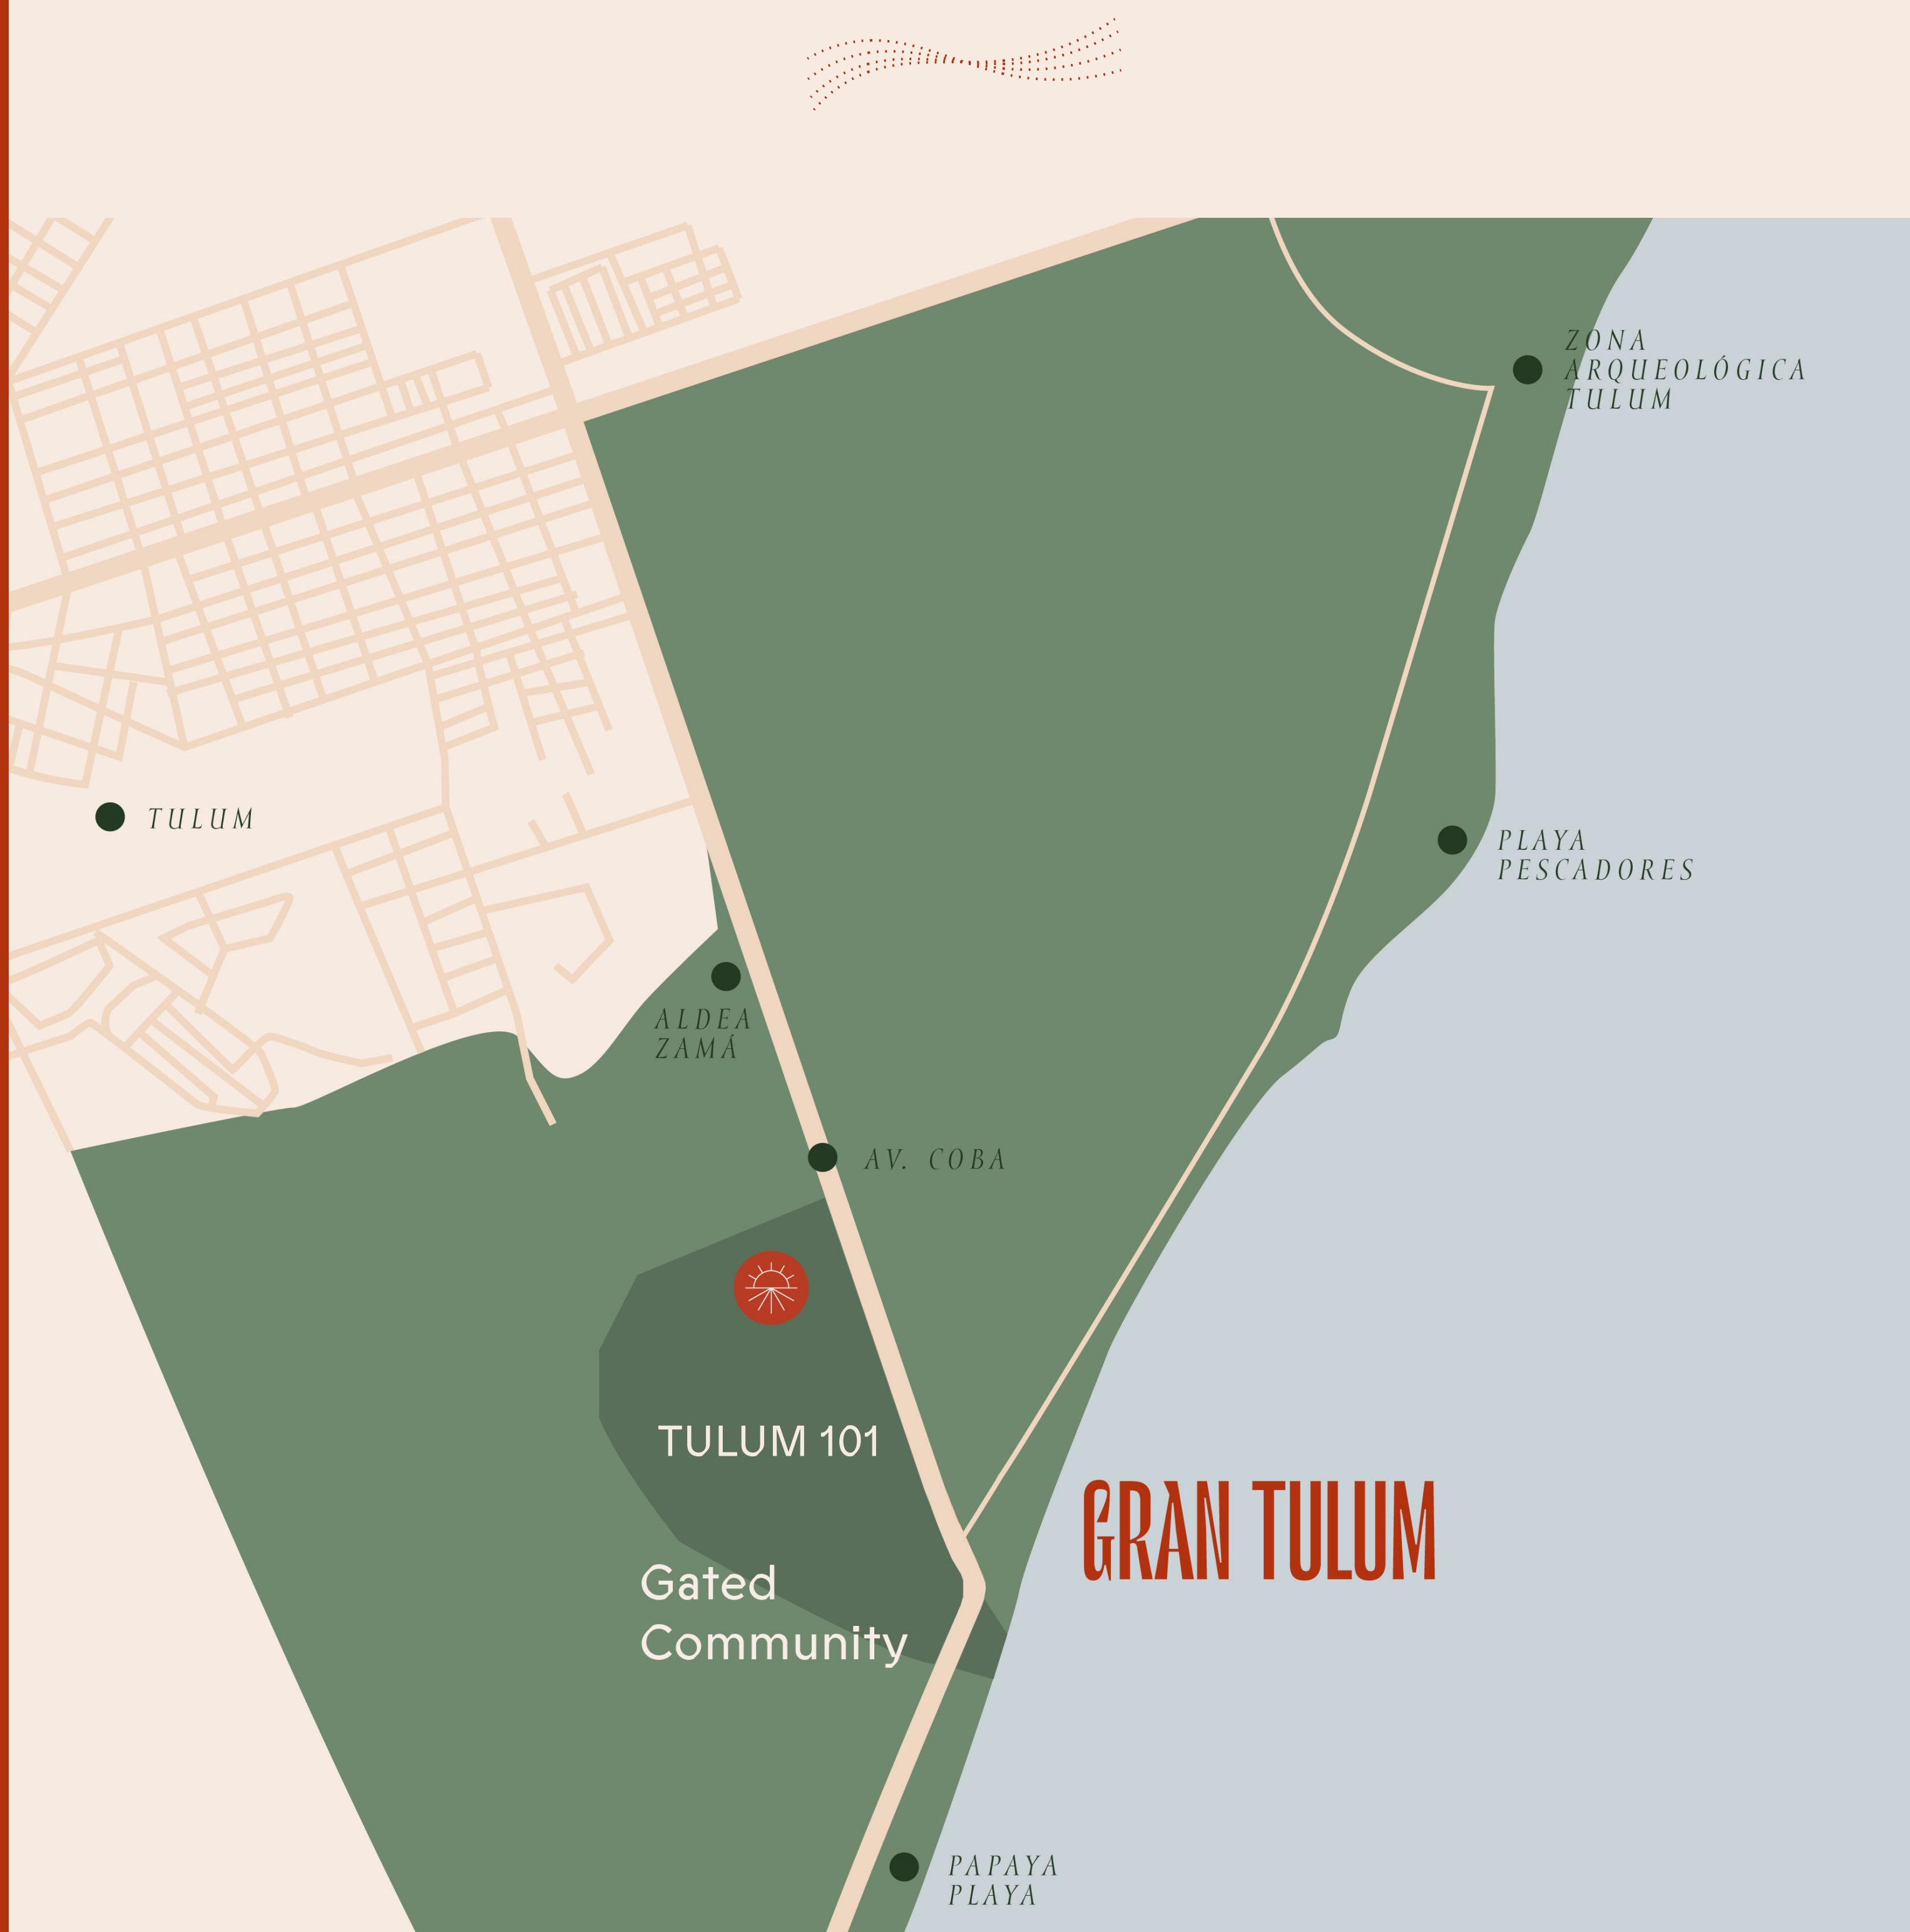 ZONA
ARQUEOLÓGICA
TULUM
TULUM
PLAYA
PESCADORES
ALDEA
ZAMÁ
AV. COBA
TULUM 101
GRAN TULUM
Gated
Community
PAPAYA
PLAYA